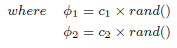 where ϕ₁ = c₁ × rand()
ϕ₂ = c₂ × rand()